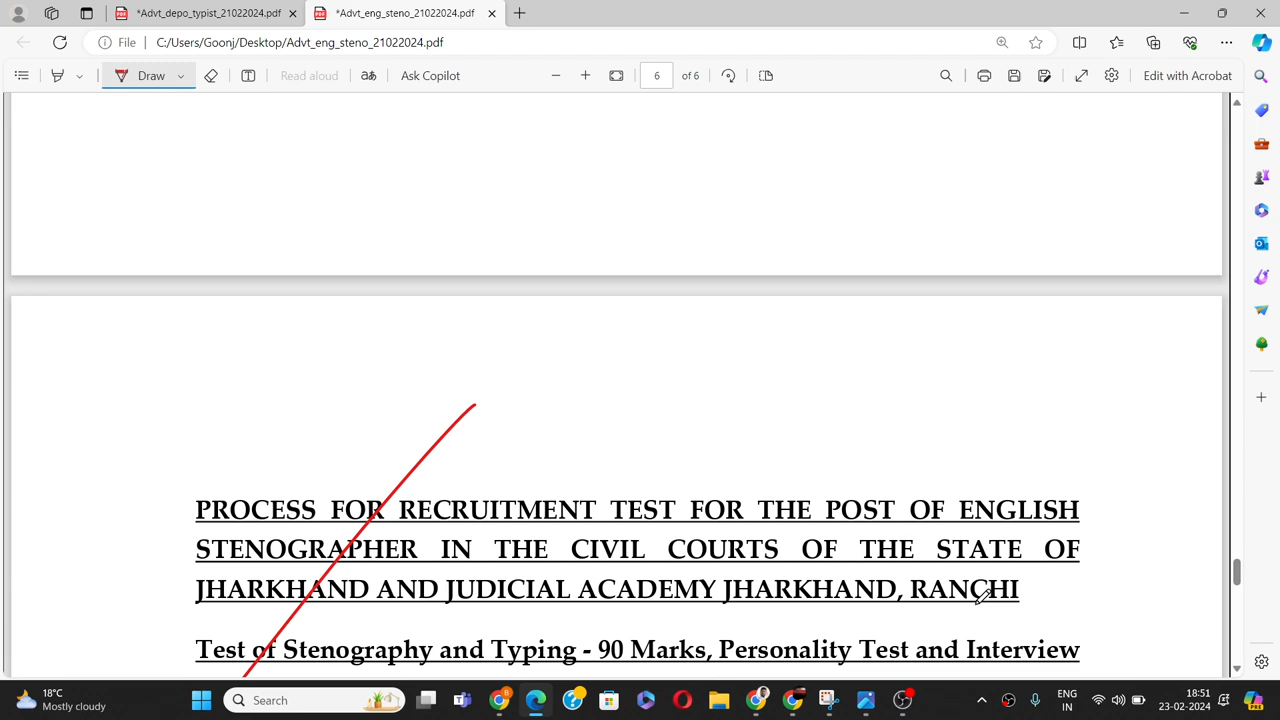 *Advt_depo_typist_21022024.pdf
*Advt_eng_steno_21022024.pdf
File C:/Users/Goonj/Desktop/Advt_eng_steno_21022024.pdf
Draw
Read aloud
Ask Copilot
6 of 6
Edit with Acrobat
PROCESS FOR RECRUITMENT TEST FOR THE POST OF ENGLISH
STENOGRAPHER IN THE CIVIL COURTS OF THE STATE OF
JHARKHAND AND JUDICIAL ACADEMY JHARKHAND, RANCHI
Test of Stenography and Typing - 90 Marks, Personality Test and Interview
18°C
Mostly cloudy
Search
ENG
IN
18:51
23-02-2024